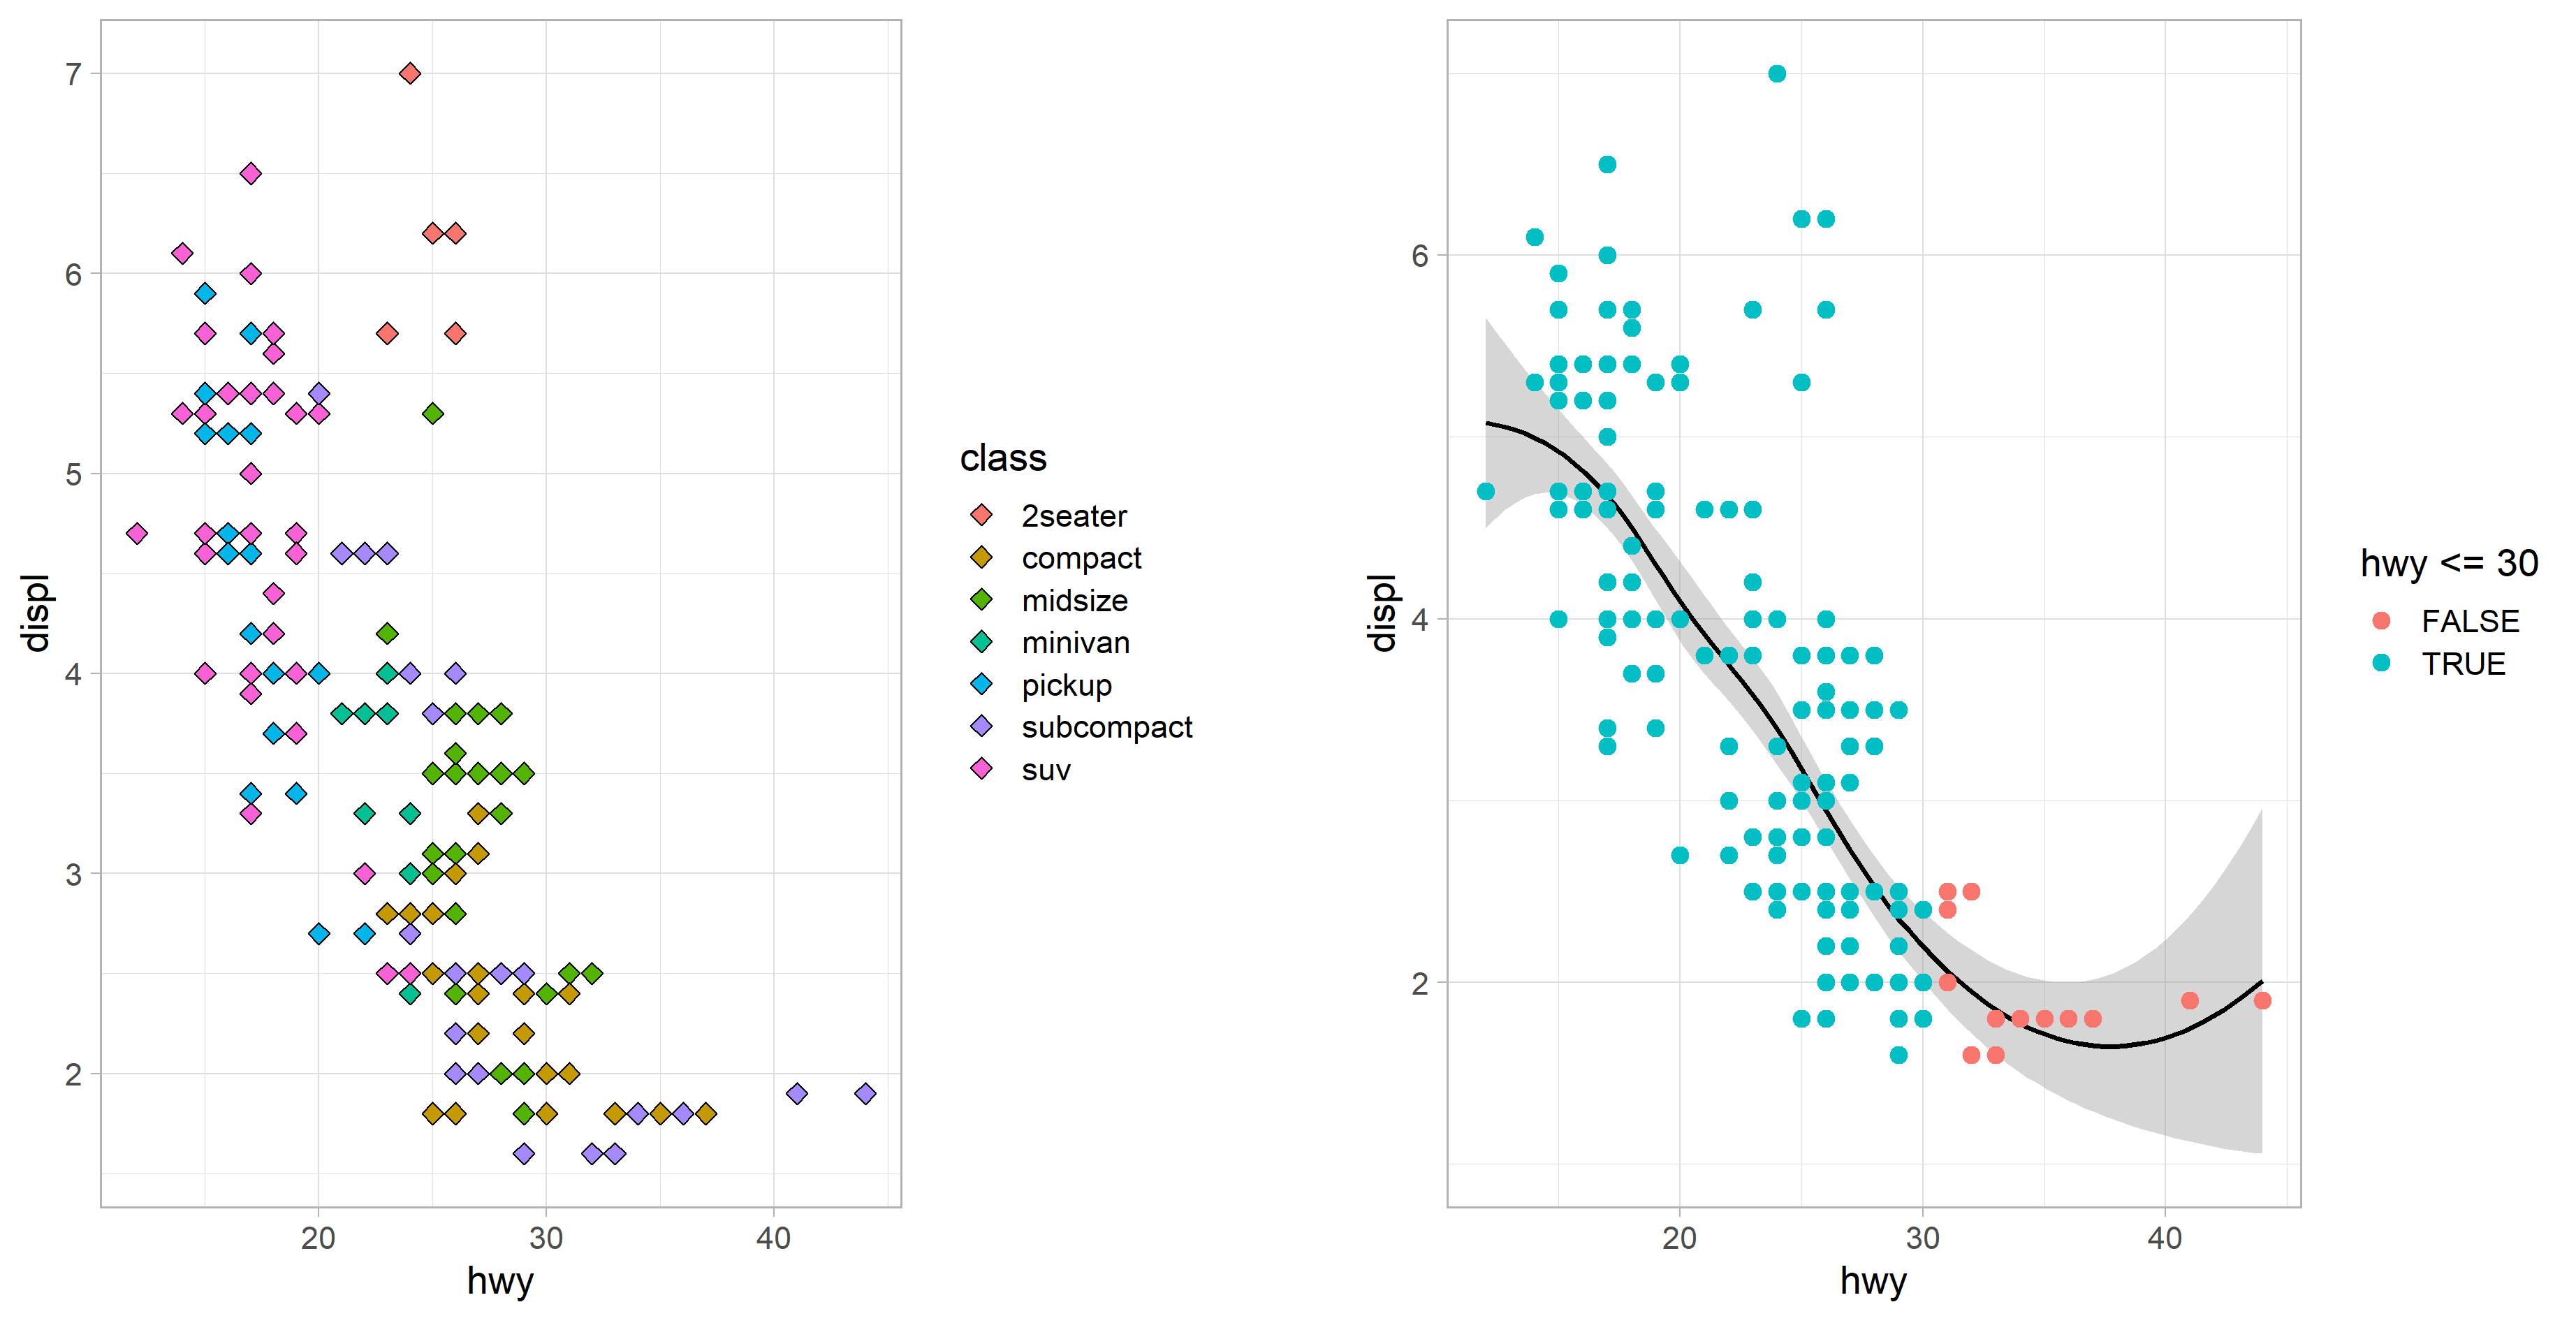 displ
7
6
5
4
3
2
20 30 40
hwy
class
2seater
compact
midsize
minivan
pickup
subcompact
suv
displ
6
4
2
20 30 40
hwy
hwy <= 30
FALSE
TRUE